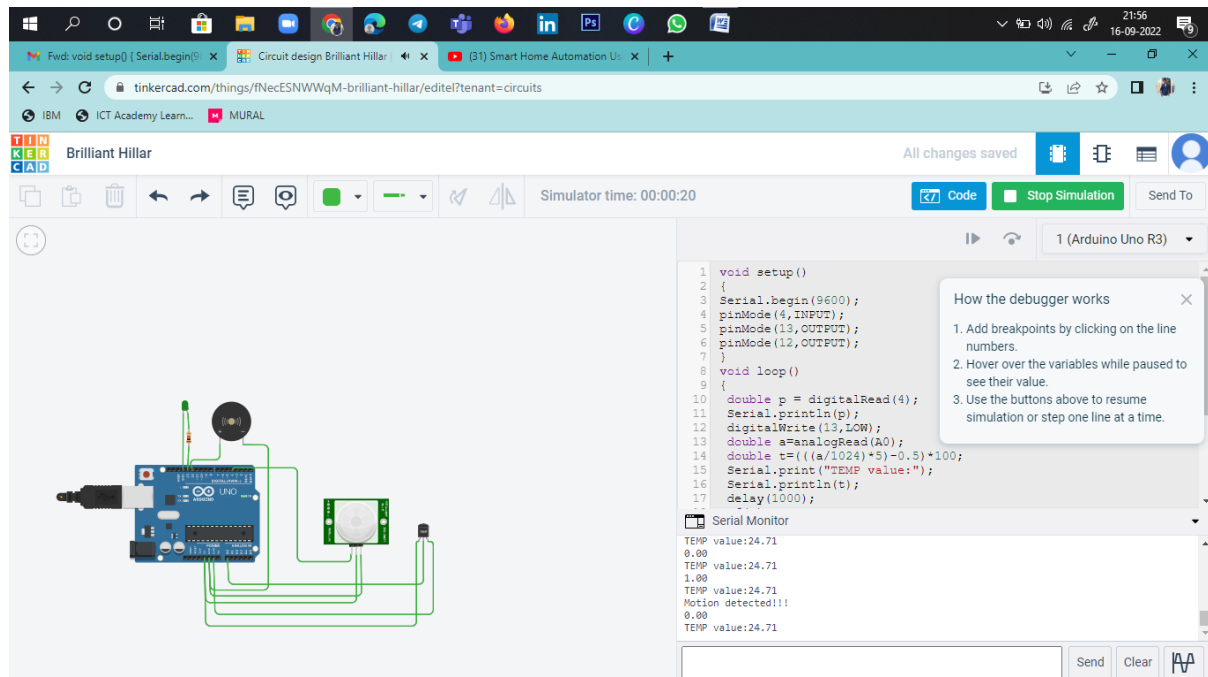 21:56
16-09-2022
9
Fwd: void setup() { Serial.begin(9
Circuit design Brilliant Hillar
(31) Smart Home Automation Us
tinkercad.com/things/fNecESNWWqM-brilliant-hillar/editel?tenant=circuits
IBM
ICT Academy Learn...
MURAL
TIN
KER
CAD
Brilliant Hillar
All changes saved
Simulator time: 00:00:20
Code
Stop Simulation
Send To
1 (Arduino Uno R3)
1 void setup()
2 {
3 Serial.begin(9600);
4 pinMode(4,INPUT);
5 pinMode(13,OUTPUT);
6 pinMode(12,OUTPUT);
7 }
8 void loop()
9 {
10 double p = digitalRead(4);
11 Serial.println(p);
12 digitalWrite(13,LOW);
13 double a=analogRead(A0);
14 double t=(((a/1024)*5)-0.5)*100;
15 Serial.print("TEMP value:");
16 Serial.println(t);
17 delay(1000);
How the debugger works
1. Add breakpoints by clicking on the line
numbers.
2. Hover over the variables while paused to
see their value.
3. Use the buttons above to resume
simulation or step one line at a time.
UNO
Serial Monitor
TEMP value:24.71
0.00
TEMP value:24.71
1.00
TEMP value:24.71
Motion detected!!!
0.00
TEMP value:24.71
Send
Clear